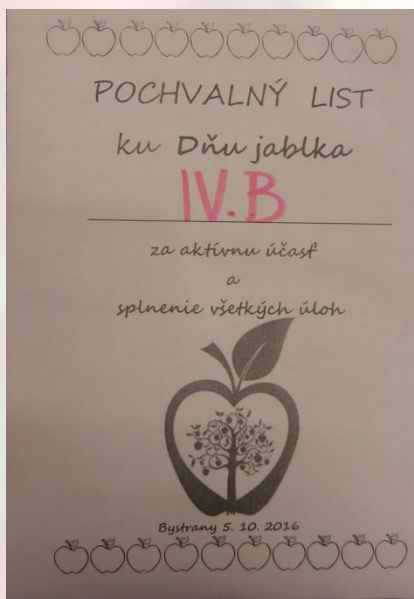 POCHVALNÝ LIST
ku Dňu jablka
IV.B
za aktívnu účasť
a
splnenie všetkých úloh
Bystrany 5. 10. 2016